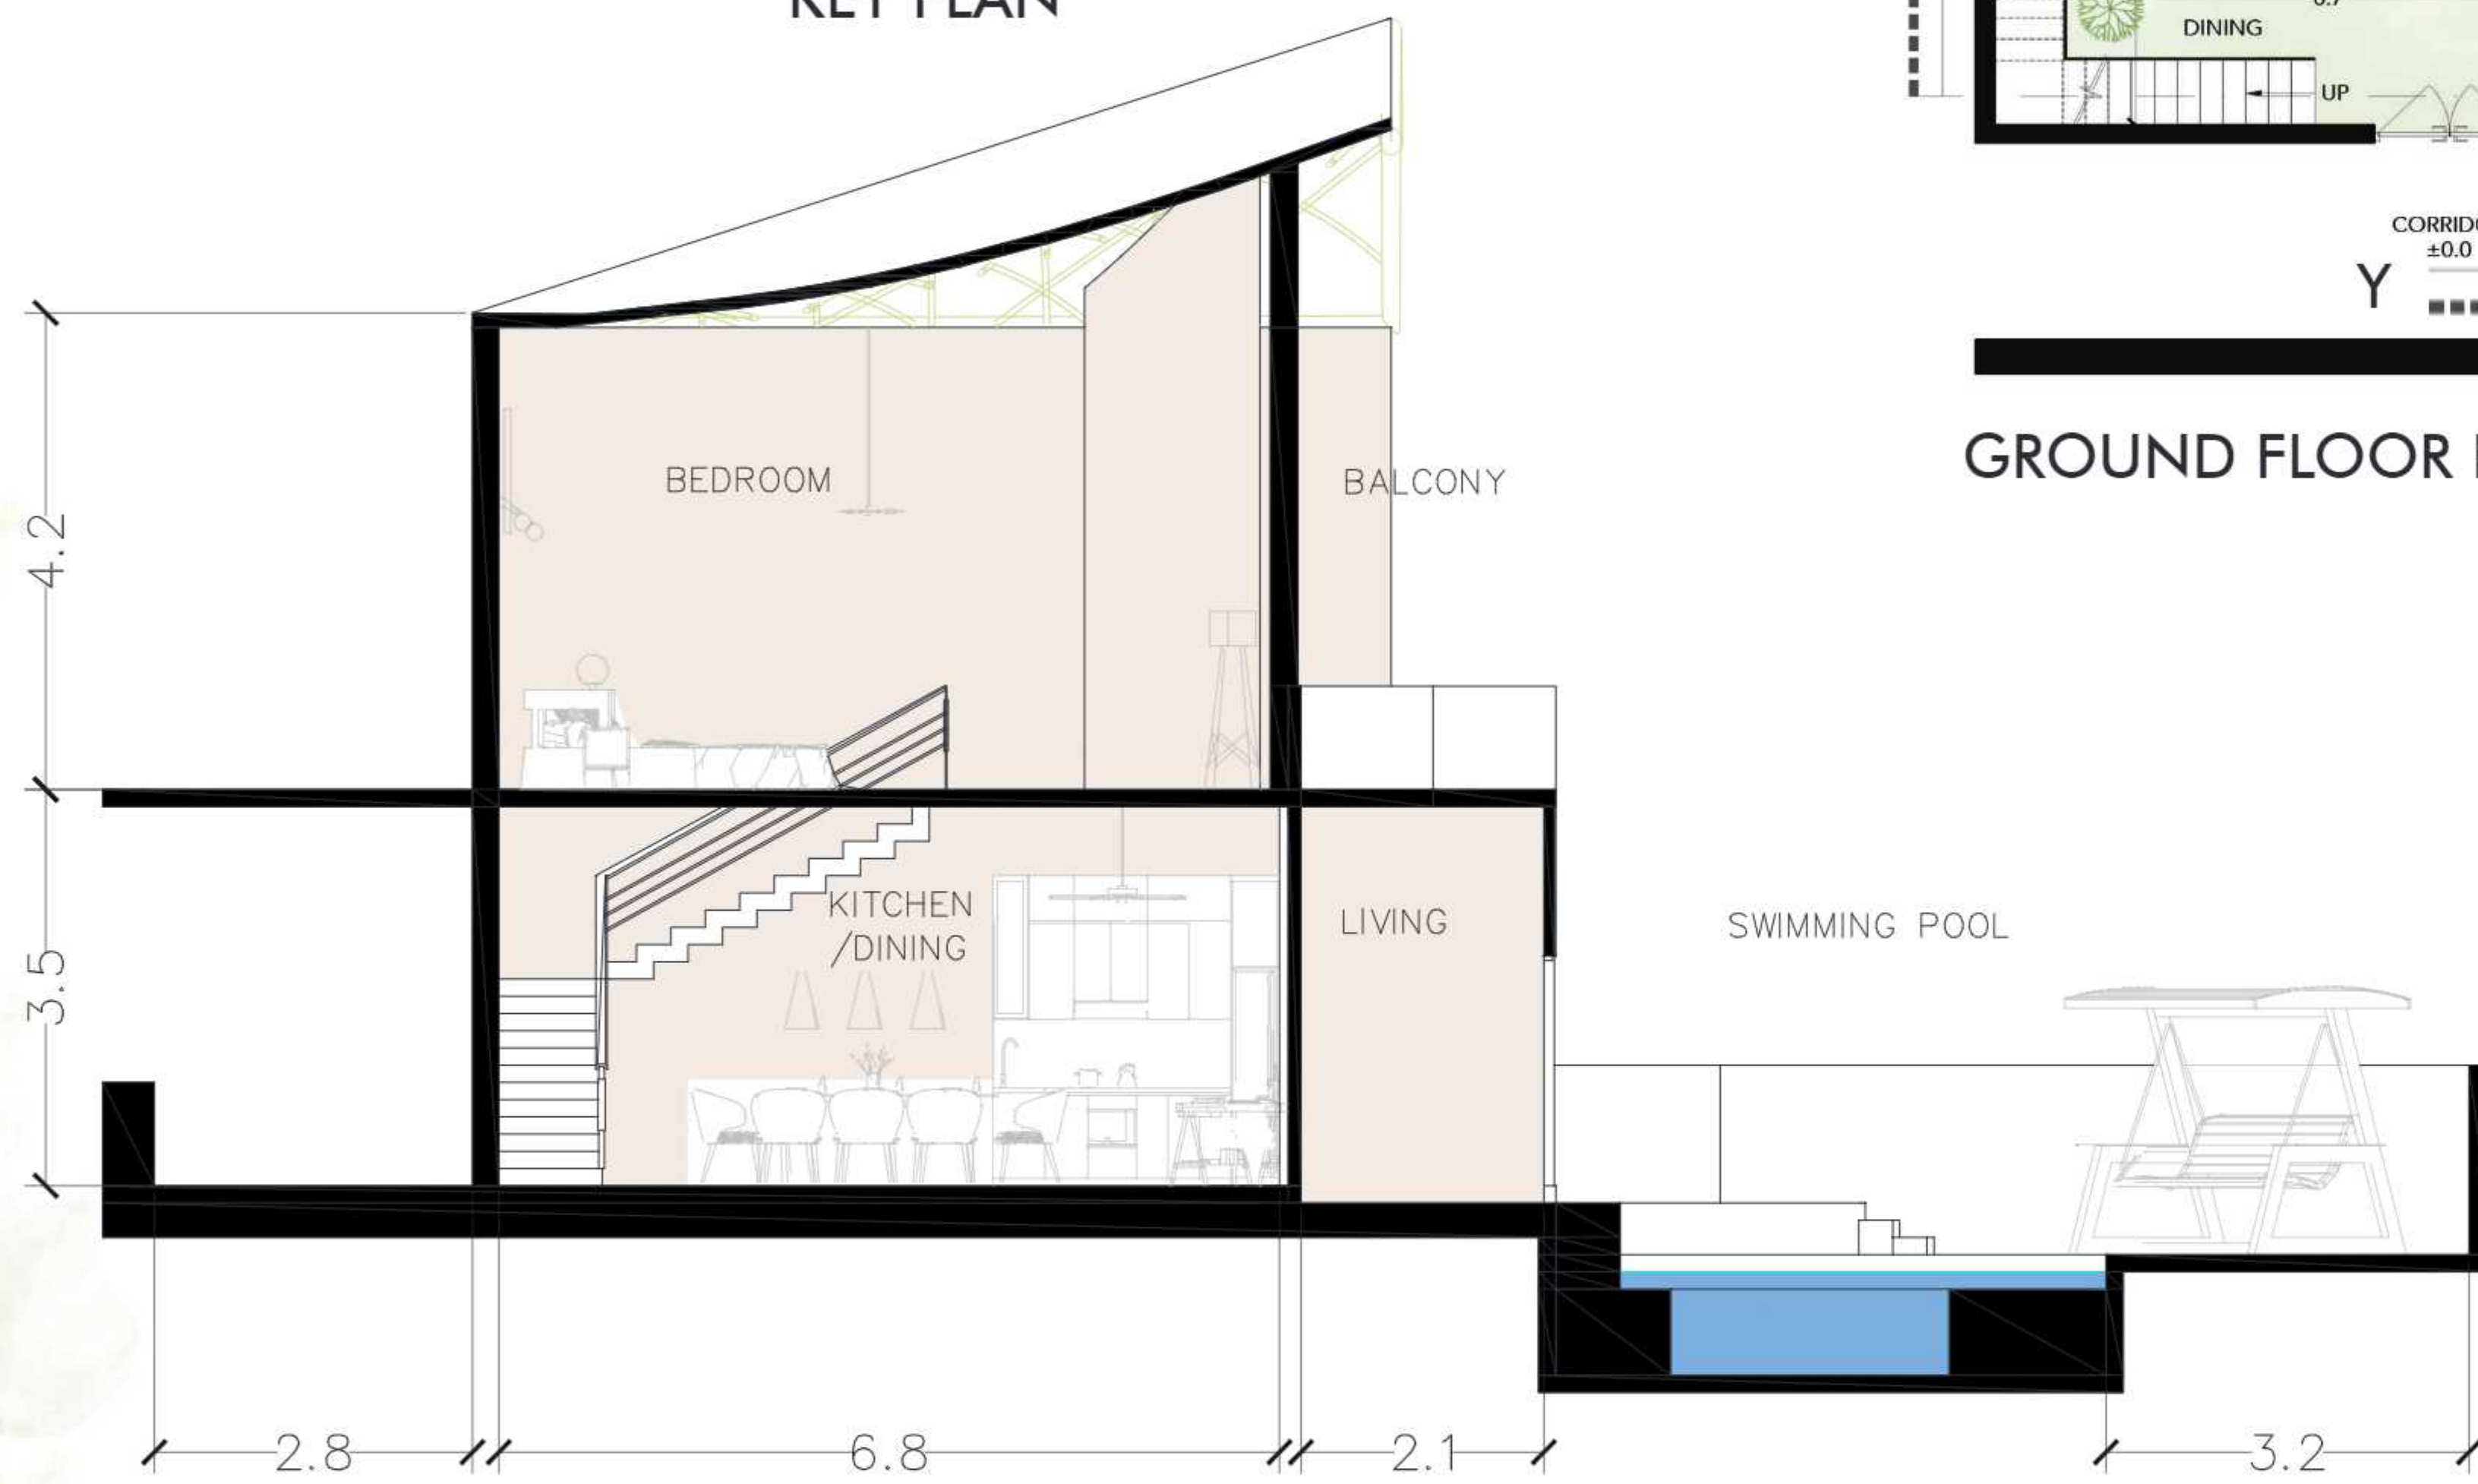 KEY PLAN
DINING
UP
±0.0
Y
GROUND FLOOR
BEDROOM
BALCONY
4.2
KITCHEN
/DINING
LIVING
SWIMMING POOL
3.5
2.8
6.8
2.1
3.2